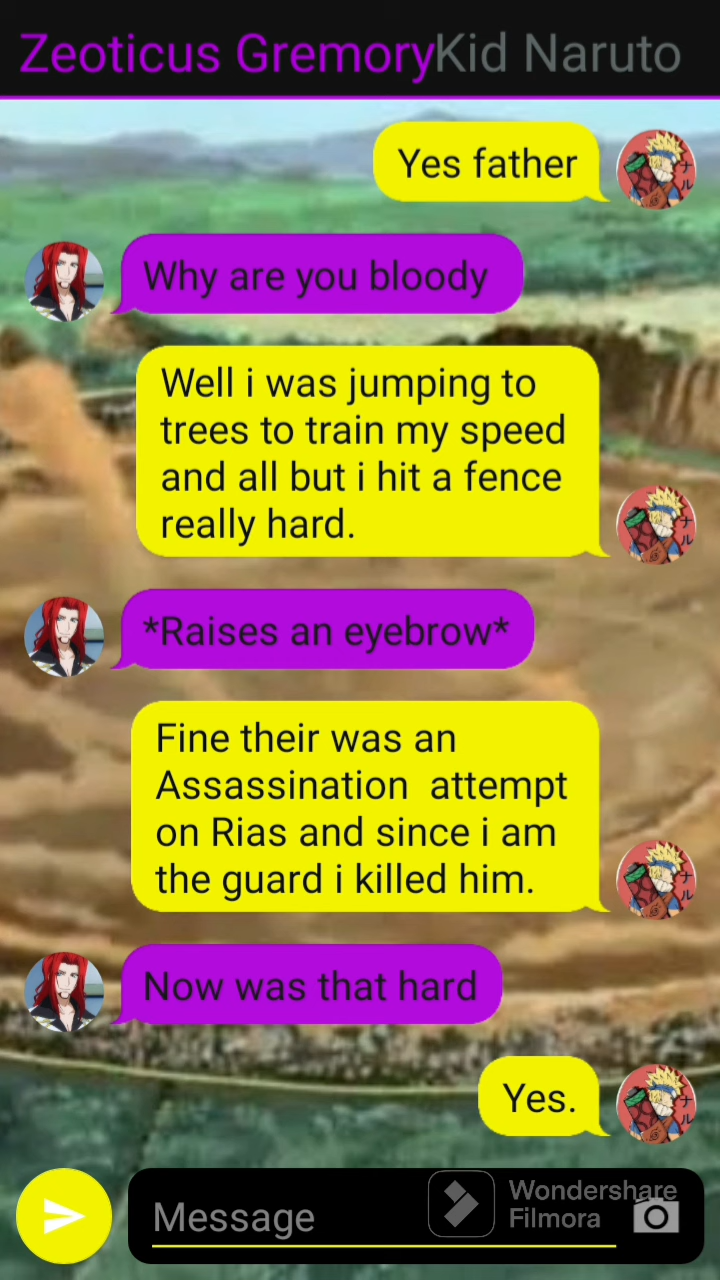 Zeoticus Gremory Kid Naruto
Yes father
Why are you bloody
Well i was jumping to
trees to train my speed
and all but i hit a fence
really hard.
*Raises an eyebrow*
Fine their was an
Assassination attempt
on Rias and since i am
the guard i killed him.
Now was that hard
Yes.
Message
Wondershare
Filmora